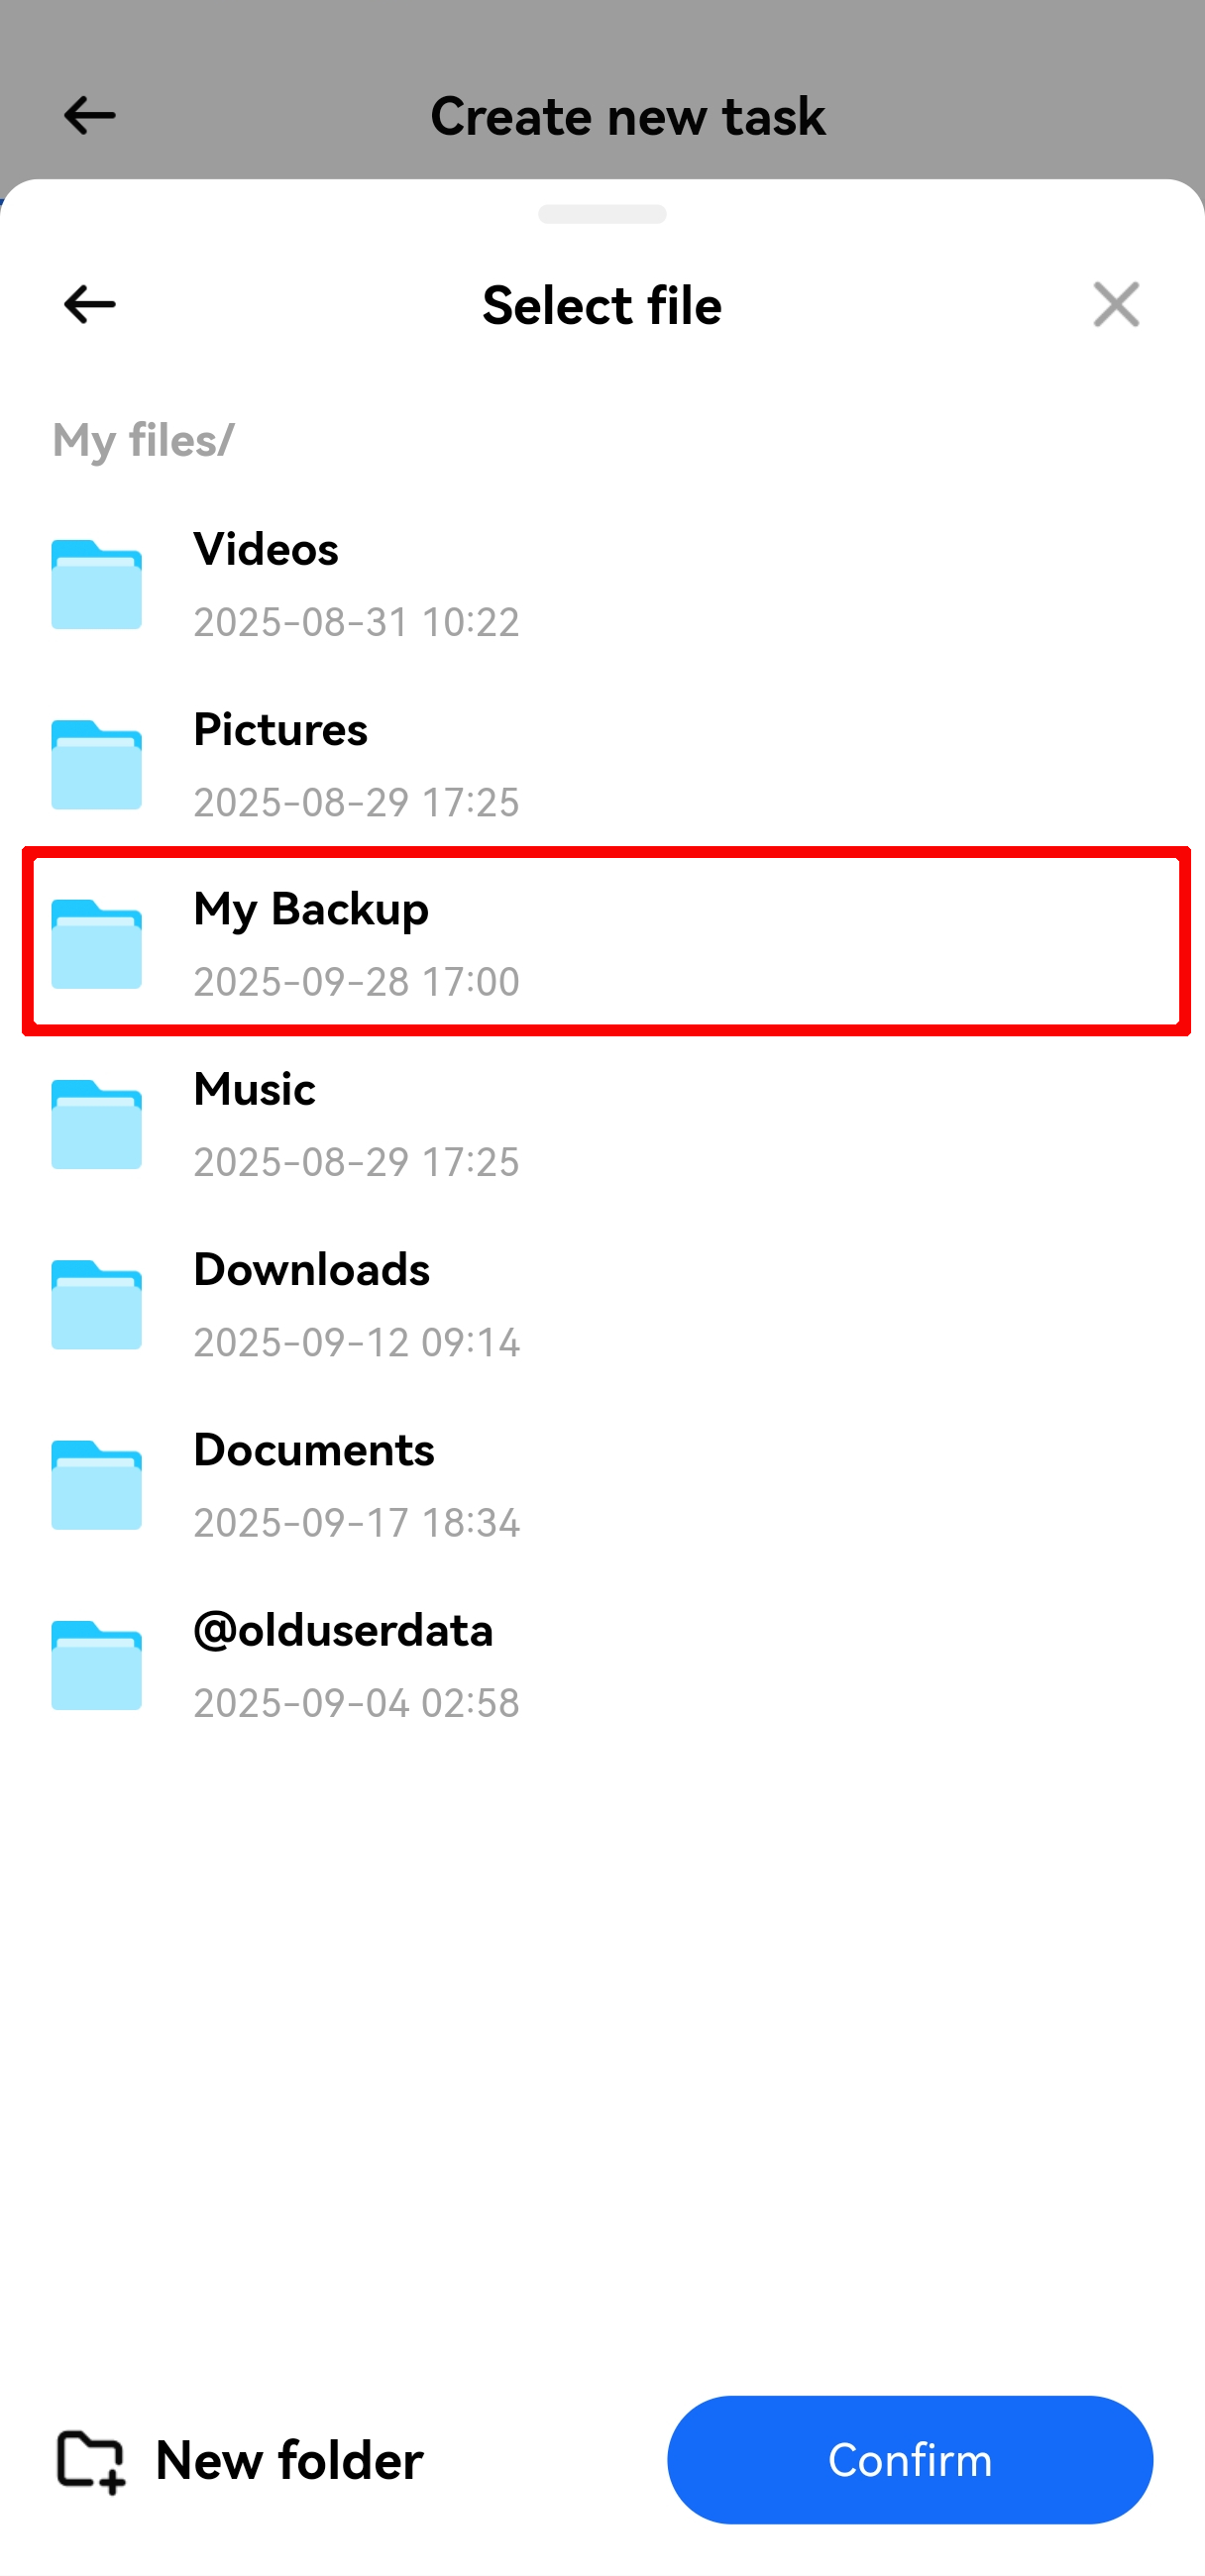 Create new task
Select file
My files/
Videos
2025-08-31 10:22
Pictures
2025-08-29 17:25
My Backup
2025-09-28 17:00
Music
2025-08-29 17:25
Downloads
2025-09-12 09:14
Documents
2025-09-17 18:34
@olduserdata
2025-09-04 02:58
New folder
Confirm